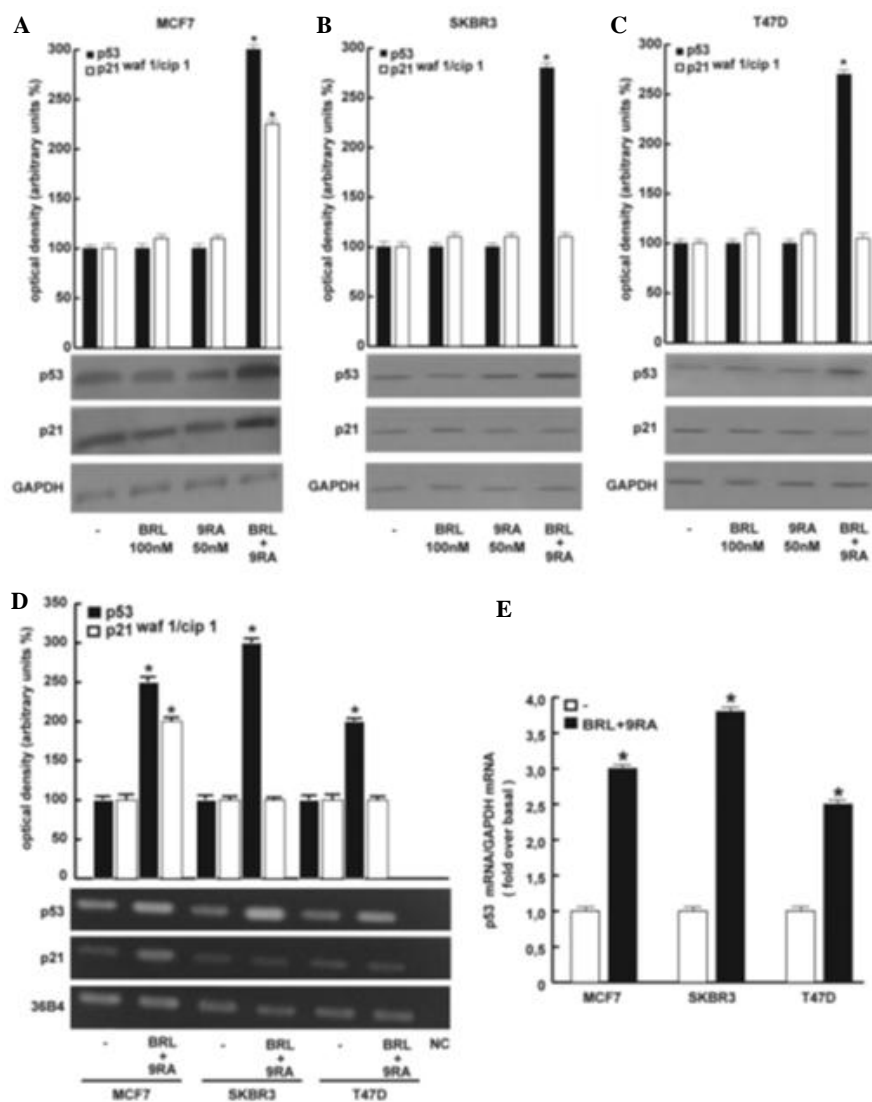 A
MCF7
p53
p21 waf 1/cip 1
optical density (arbitrary units %)
300
250
200
150
100
50
0
p53
p21
GAPDH
-
BRL 100nM
9RA 50nM
BRL + 9RA
B
SKBR3
p53
p21 waf 1/cip 1
optical density (arbitrary units %)
300
250
200
150
100
50
0
p53
p21
GAPDH
-
BRL 100nM
9RA 50nM
BRL + 9RA
C
T47D
p53
p21 waf 1/cip 1
optical density (arbitrary units %)
300
250
200
150
100
50
0
p53
p21
GAPDH
-
BRL 100nM
9RA 50nM
BRL + 9RA
D
p53
p21 waf 1/cip 1
optical density (arbitrary units %)
350
300
250
200
150
100
50
0
p53
p21
36B4
-
BRL + 9RA
-
BRL + 9RA
-
BRL + 9RA
NC
MCF7
SKBR3
T47D
E
-
BRL+9RA
p53 mRNA/GAPDH mRNA
( fold over basal )
4,0
3,5
3,0
2,5
2,0
1,5
1,0
0,5
0
MCF7
SKBR3
T47D